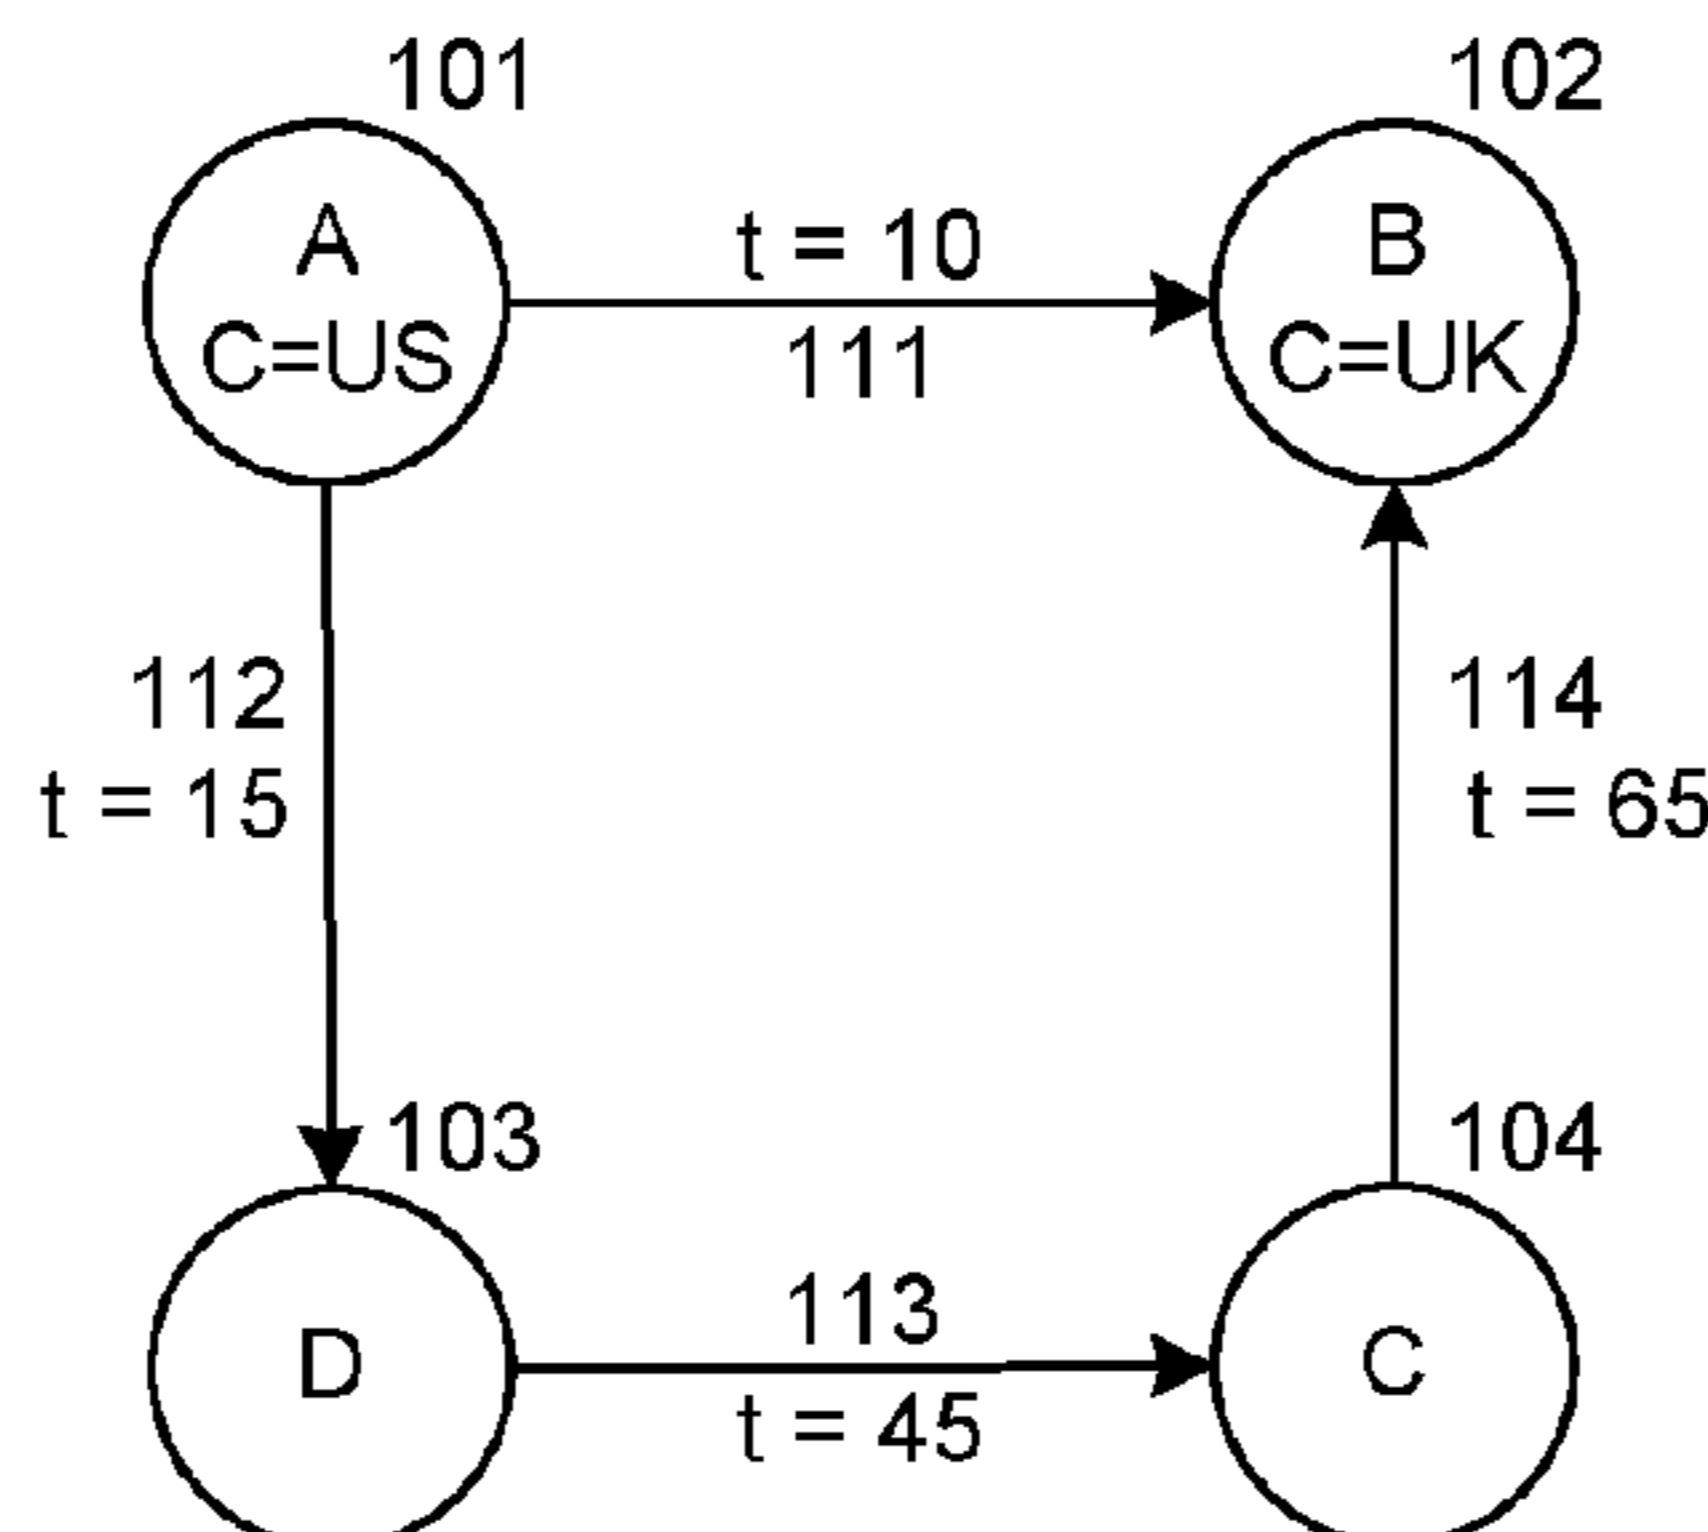 101
102
A
C=US
t = 10
111
B
C=UK
112
t = 15
114
t = 65
103
104
D
113
t = 45
C